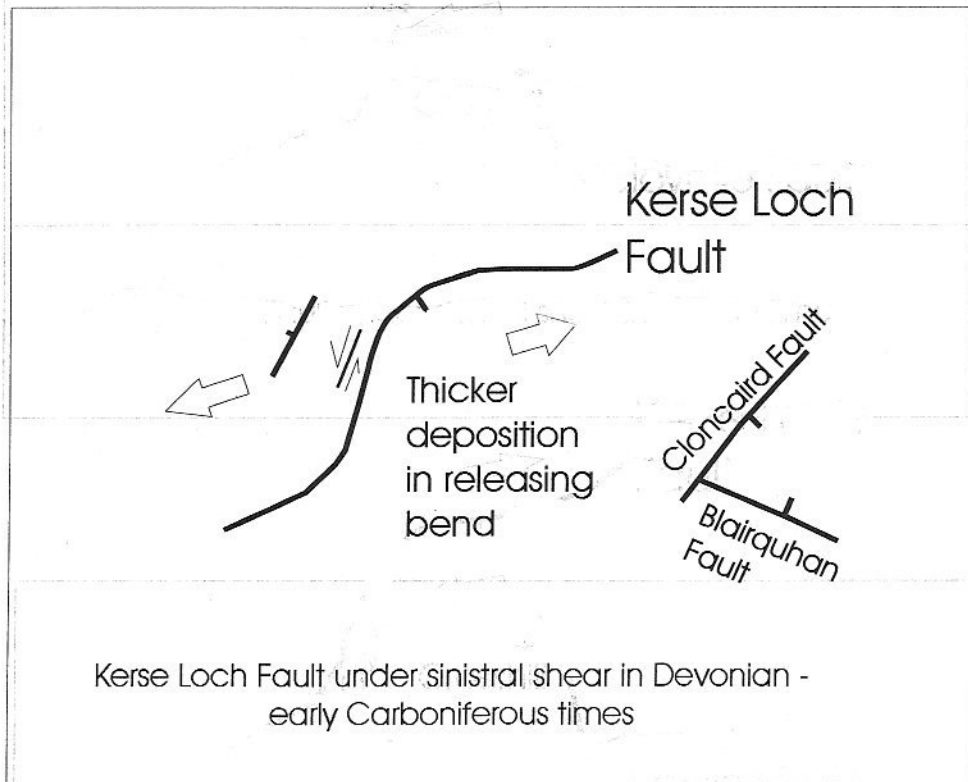 Kerse Loch
Fault
Cloncaird Fault
Thicker
deposition
in releasing
bend
Blairquhan
Fault
Kerse Loch Fault under sinistral shear in Devonian -
early Carboniferous times